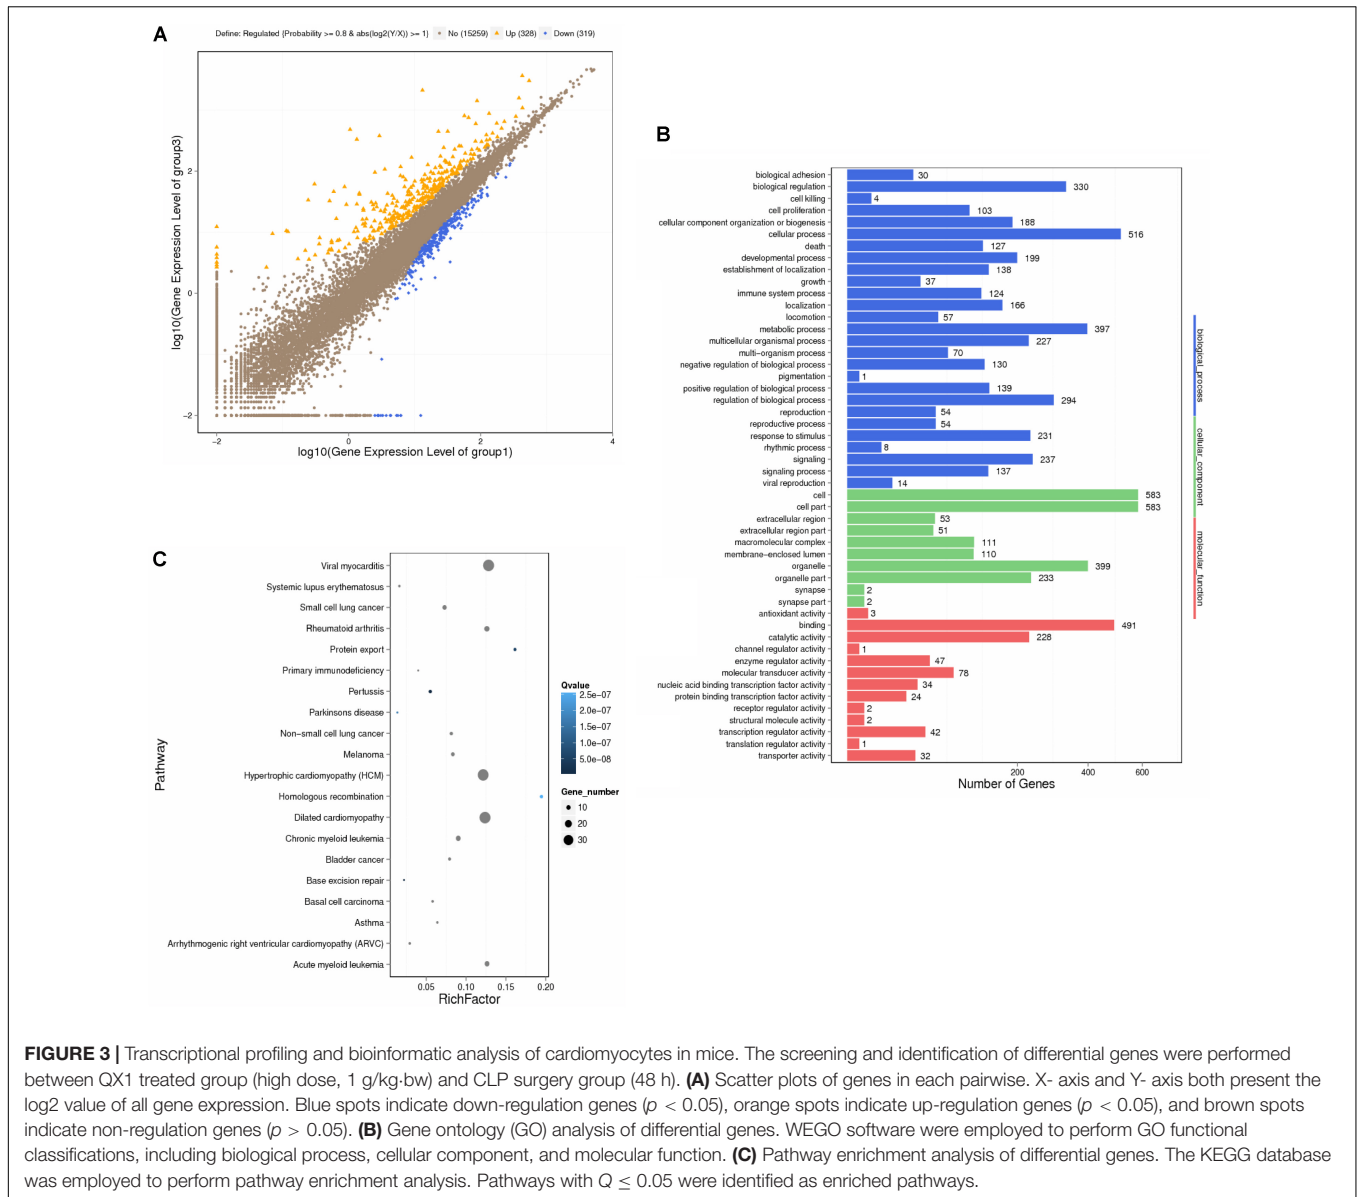 A
Define: Regulated (Probability >= 0.8 & abs(log2(Y/X)) >= 1) No (15259) Up (328) Down (319)
log10(Gene Expression Level of group3)
2
0
−2
−2 0 2 4
log10(Gene Expression Level of group1)
B
biological adhesion 30
biological regulation 330
cell killing 4
cell proliferation 103
cellular component organization or biogenesis 188
cellular process 516
death 127
developmental process 199
establishment of localization 138
growth 37
immune system process 124
localization 166
locomotion 57
metabolic process 397
multicellular organismal process 227
multi−organism process 70
negative regulation of biological process 130
pigmentation 1
positive regulation of biological process 139
regulation of biological process 294
reproduction 54
reproductive process 54
response to stimulus 231
rhythmic process 8
signaling 237
signaling process 137
viral reproduction 14
cell 583
cell part 583
extracellular region 53
extracellular region part 51
macromolecular complex 111
membrane−enclosed lumen 110
organelle 399
organelle part 233
synapse 2
synapse part 2
antioxidant activity 3
binding 491
catalytic activity 228
channel regulator activity 1
enzyme regulator activity 47
molecular transducer activity 78
nucleic acid binding transcription factor activity 34
protein binding transcription factor activity 24
receptor regulator activity 2
structural molecule activity 2
transcription regulator activity 42
translation regulator activity 1
transporter activity 32
200 400 600
Number of Genes
biological_process
cellular_component
molecular_function
C
Pathway
Viral myocarditis
Systemic lupus erythematosus
Small cell lung cancer
Rheumatoid arthritis
Protein export
Primary immunodeficiency
Pertussis
Parkinsons disease
Non−small cell lung cancer
Melanoma
Hypertrophic cardiomyopathy (HCM)
Homologous recombination
Dilated cardiomyopathy
Chronic myeloid leukemia
Bladder cancer
Base excision repair
Basal cell carcinoma
Asthma
Arrhythmogenic right ventricular cardiomyopathy (ARVC)
Acute myeloid leukemia
0.05 0.10 0.15 0.20
RichFactor
Qvalue
2.5e−07
2.0e−07
1.5e−07
1.0e−07
5.0e−08
Gene_number
10
20
30
FIGURE 3 | Transcriptional profiling and bioinformatic analysis of cardiomyocytes in mice. The screening and identification of differential genes were performed
between QX1 treated group (high dose, 1 g/kg·bw) and CLP surgery group (48 h). (A) Scatter plots of genes in each pairwise. X- axis and Y- axis both present the
log2 value of all gene expression. Blue spots indicate down-regulation genes (p < 0.05), orange spots indicate up-regulation genes (p < 0.05), and brown spots
indicate non-regulation genes (p > 0.05). (B) Gene ontology (GO) analysis of differential genes. WEGO software were employed to perform GO functional
classifications, including biological process, cellular component, and molecular function. (C) Pathway enrichment analysis of differential genes. The KEGG database
was employed to perform pathway enrichment analysis. Pathways with Q ≤ 0.05 were identified as enriched pathways.